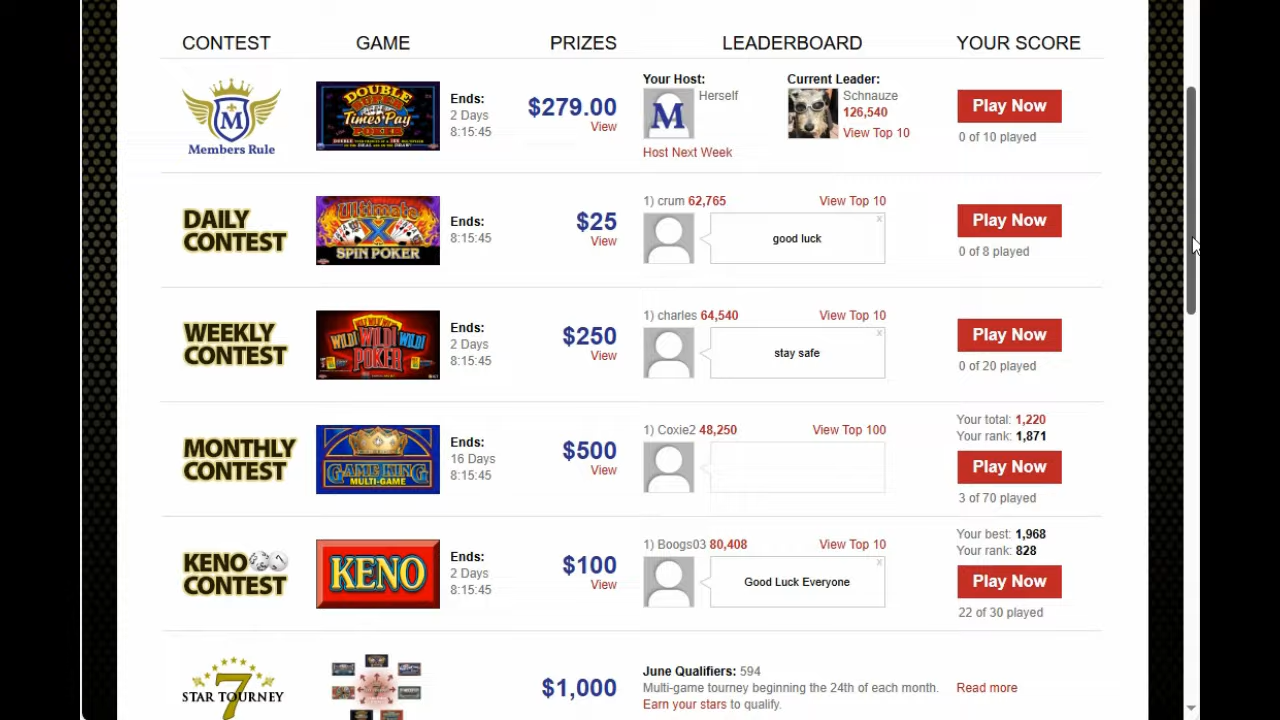 CONTEST GAME PRIZES LEADERBOARD YOUR SCORE
M
Members Rule
DOUBLE
SUPER
Times Pay
POKER
Ends:
2 Days
8:15:45
$279.00
View
Your Host:
M
Herself
Host Next Week
Current Leader:
Schnauze
126,540
View Top 10
Play Now
0 of 10 played
DAILY
CONTEST
Ultimate
X
SPIN POKER
Ends:
8:15:45
$25
View
1) crum 62,765
View Top 10
x
good luck
Play Now
0 of 8 played
WEEKLY
CONTEST
WILD! WILD! WILD!
POKER
Ends:
2 Days
8:15:45
$250
View
1) charles 64,540
View Top 10
x
stay safe
Play Now
0 of 20 played
MONTHLY
CONTEST
GAME KING
MULTI-GAME
Ends:
16 Days
8:15:45
$500
View
1) Coxie2 48,250
View Top 100
Your total: 1,220
Your rank: 1,871
Play Now
3 of 70 played
KENO
CONTEST
KENO
Ends:
2 Days
8:15:45
$100
View
1) Boogs03 80,408
View Top 10
x
Good Luck Everyone
Your best: 1,968
Your rank: 828
Play Now
22 of 30 played
7
STAR TOURNEY
$1,000
June Qualifiers: 594
Multi-game tourney beginning the 24th of each month.
Earn your stars to qualify.
Read more